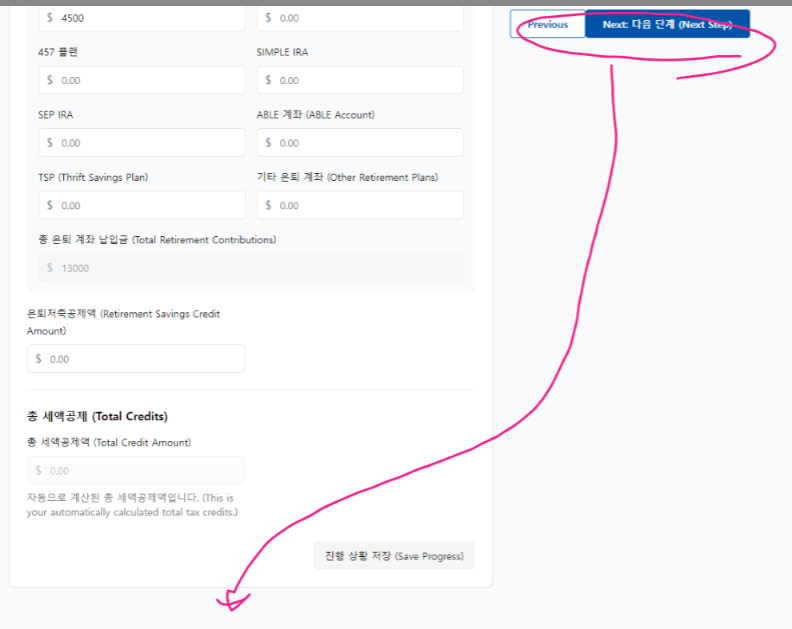 $ 4500
$ 0.00
Previous
Next: 다음 단계 (Next Step)
457 플랜
SIMPLE IRA
$ 0.00
$ 0.00
SEP IRA
ABLE 계좌 (ABLE Account)
$ 0.00
$ 0.00
TSP (Thrift Savings Plan)
기타 은퇴 계좌 (Other Retirement Plans)
$ 0.00
$ 0.00
총 은퇴 계좌 납입금 (Total Retirement Contributions)
$ 13000
은퇴저축공제액 (Retirement Savings Credit
Amount)
$ 0.00
총 세액공제 (Total Credits)
총 세액공제액 (Total Credit Amount)
$ 0.00
자동으로 계산된 총 세액공제액입니다. (This is
your automatically calculated total tax credits.)
진행 상황 저장 (Save Progress)